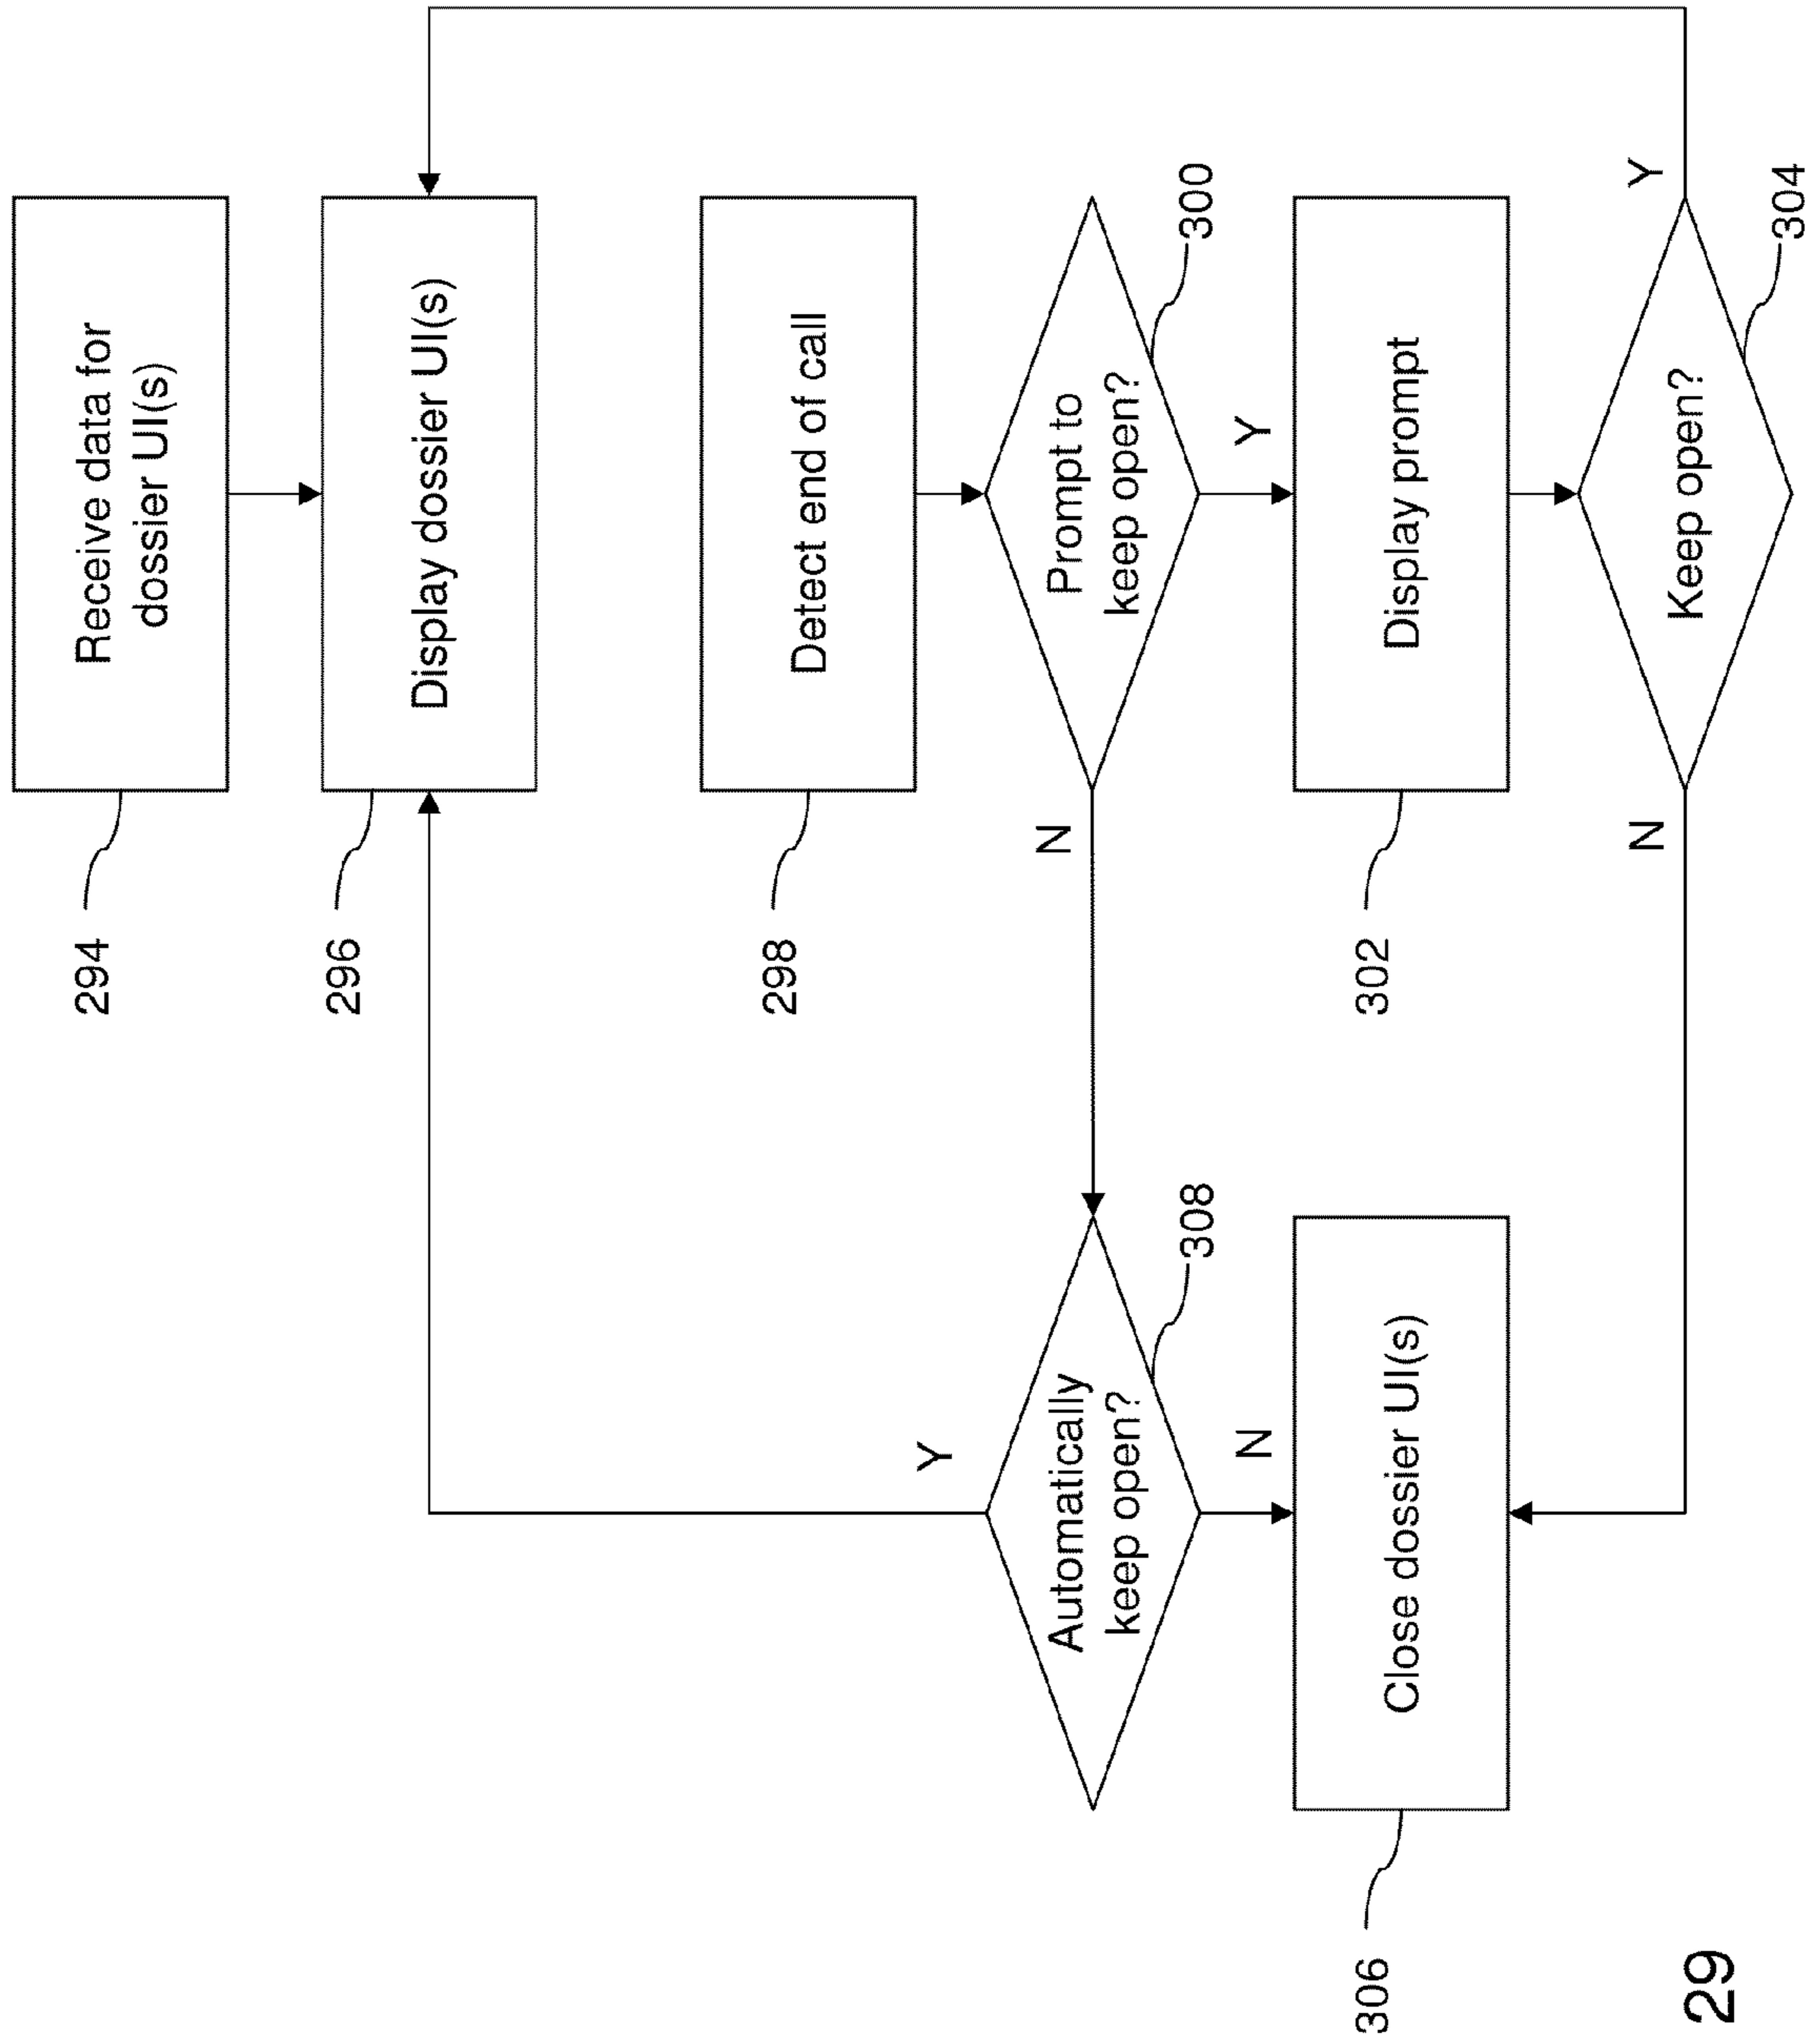 294
Receive data for
dossier UI(s)
296
Display dossier UI(s)
298
Detect end of call
Prompt to
keep open?
300
N
Y
302
Display prompt
Keep open?
304
Y
N
Automatically
keep open?
308
Y
N
306
Close dossier UI(s)
29